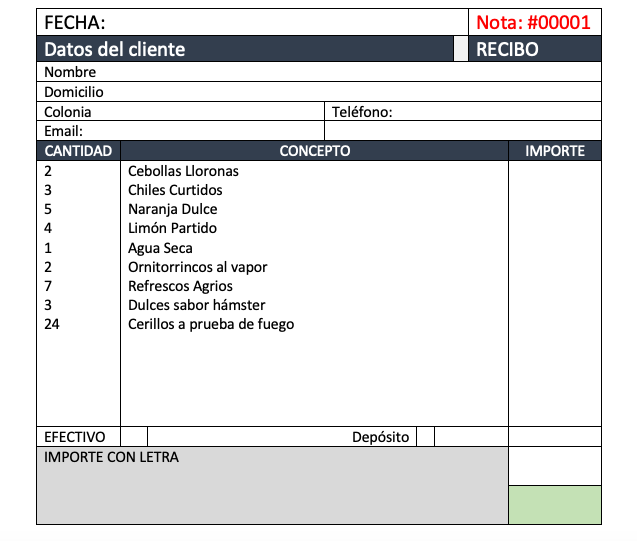 FECHA: Nota: #00001
Datos del cliente RECIBO
Nombre
Domicilio
Colonia Teléfono:
Email:
CANTIDAD CONCEPTO IMPORTE
2 Cebollas Lloronas
3 Chiles Curtidos
5 Naranja Dulce
4 Limón Partido
1 Agua Seca
2 Ornitorrincos al vapor
7 Refrescos Agrios
3 Dulces sabor hámster
24 Cerillos a prueba de fuego
EFECTIVO Depósito
IMPORTE CON LETRA